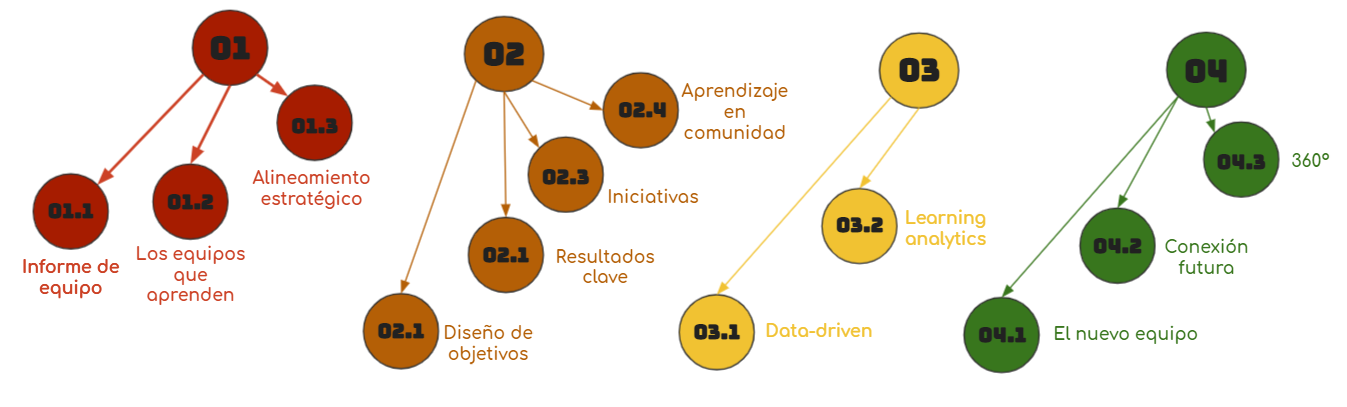 01
01.1
Informe de
equipo
01.2
Los equipos
que
aprenden
01.3
Alineamiento
estratégico
02
02.1
Diseño de
objetivos
02.1
Resultados
clave
02.3
Iniciativas
02.4
Aprendizaje
en
comunidad
03
03.1
Data-driven
03.2
Learning
analytics
04
04.1
El nuevo equipo
04.2
Conexión
futura
04.3
360º